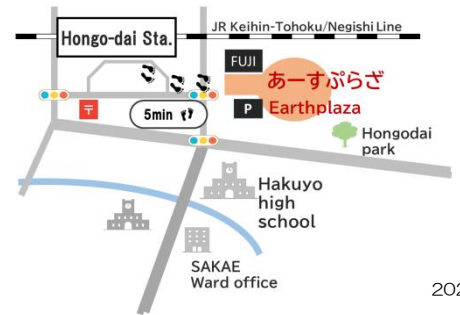 JR Keihin-Tohoku/Negishi Line
Hongo-dai Sta.
FUJI
あーすぷらざ
〒
5min
P
Earthplaza
Hongodai
park
Hakuyo
high
school
SAKAE
Ward office
202